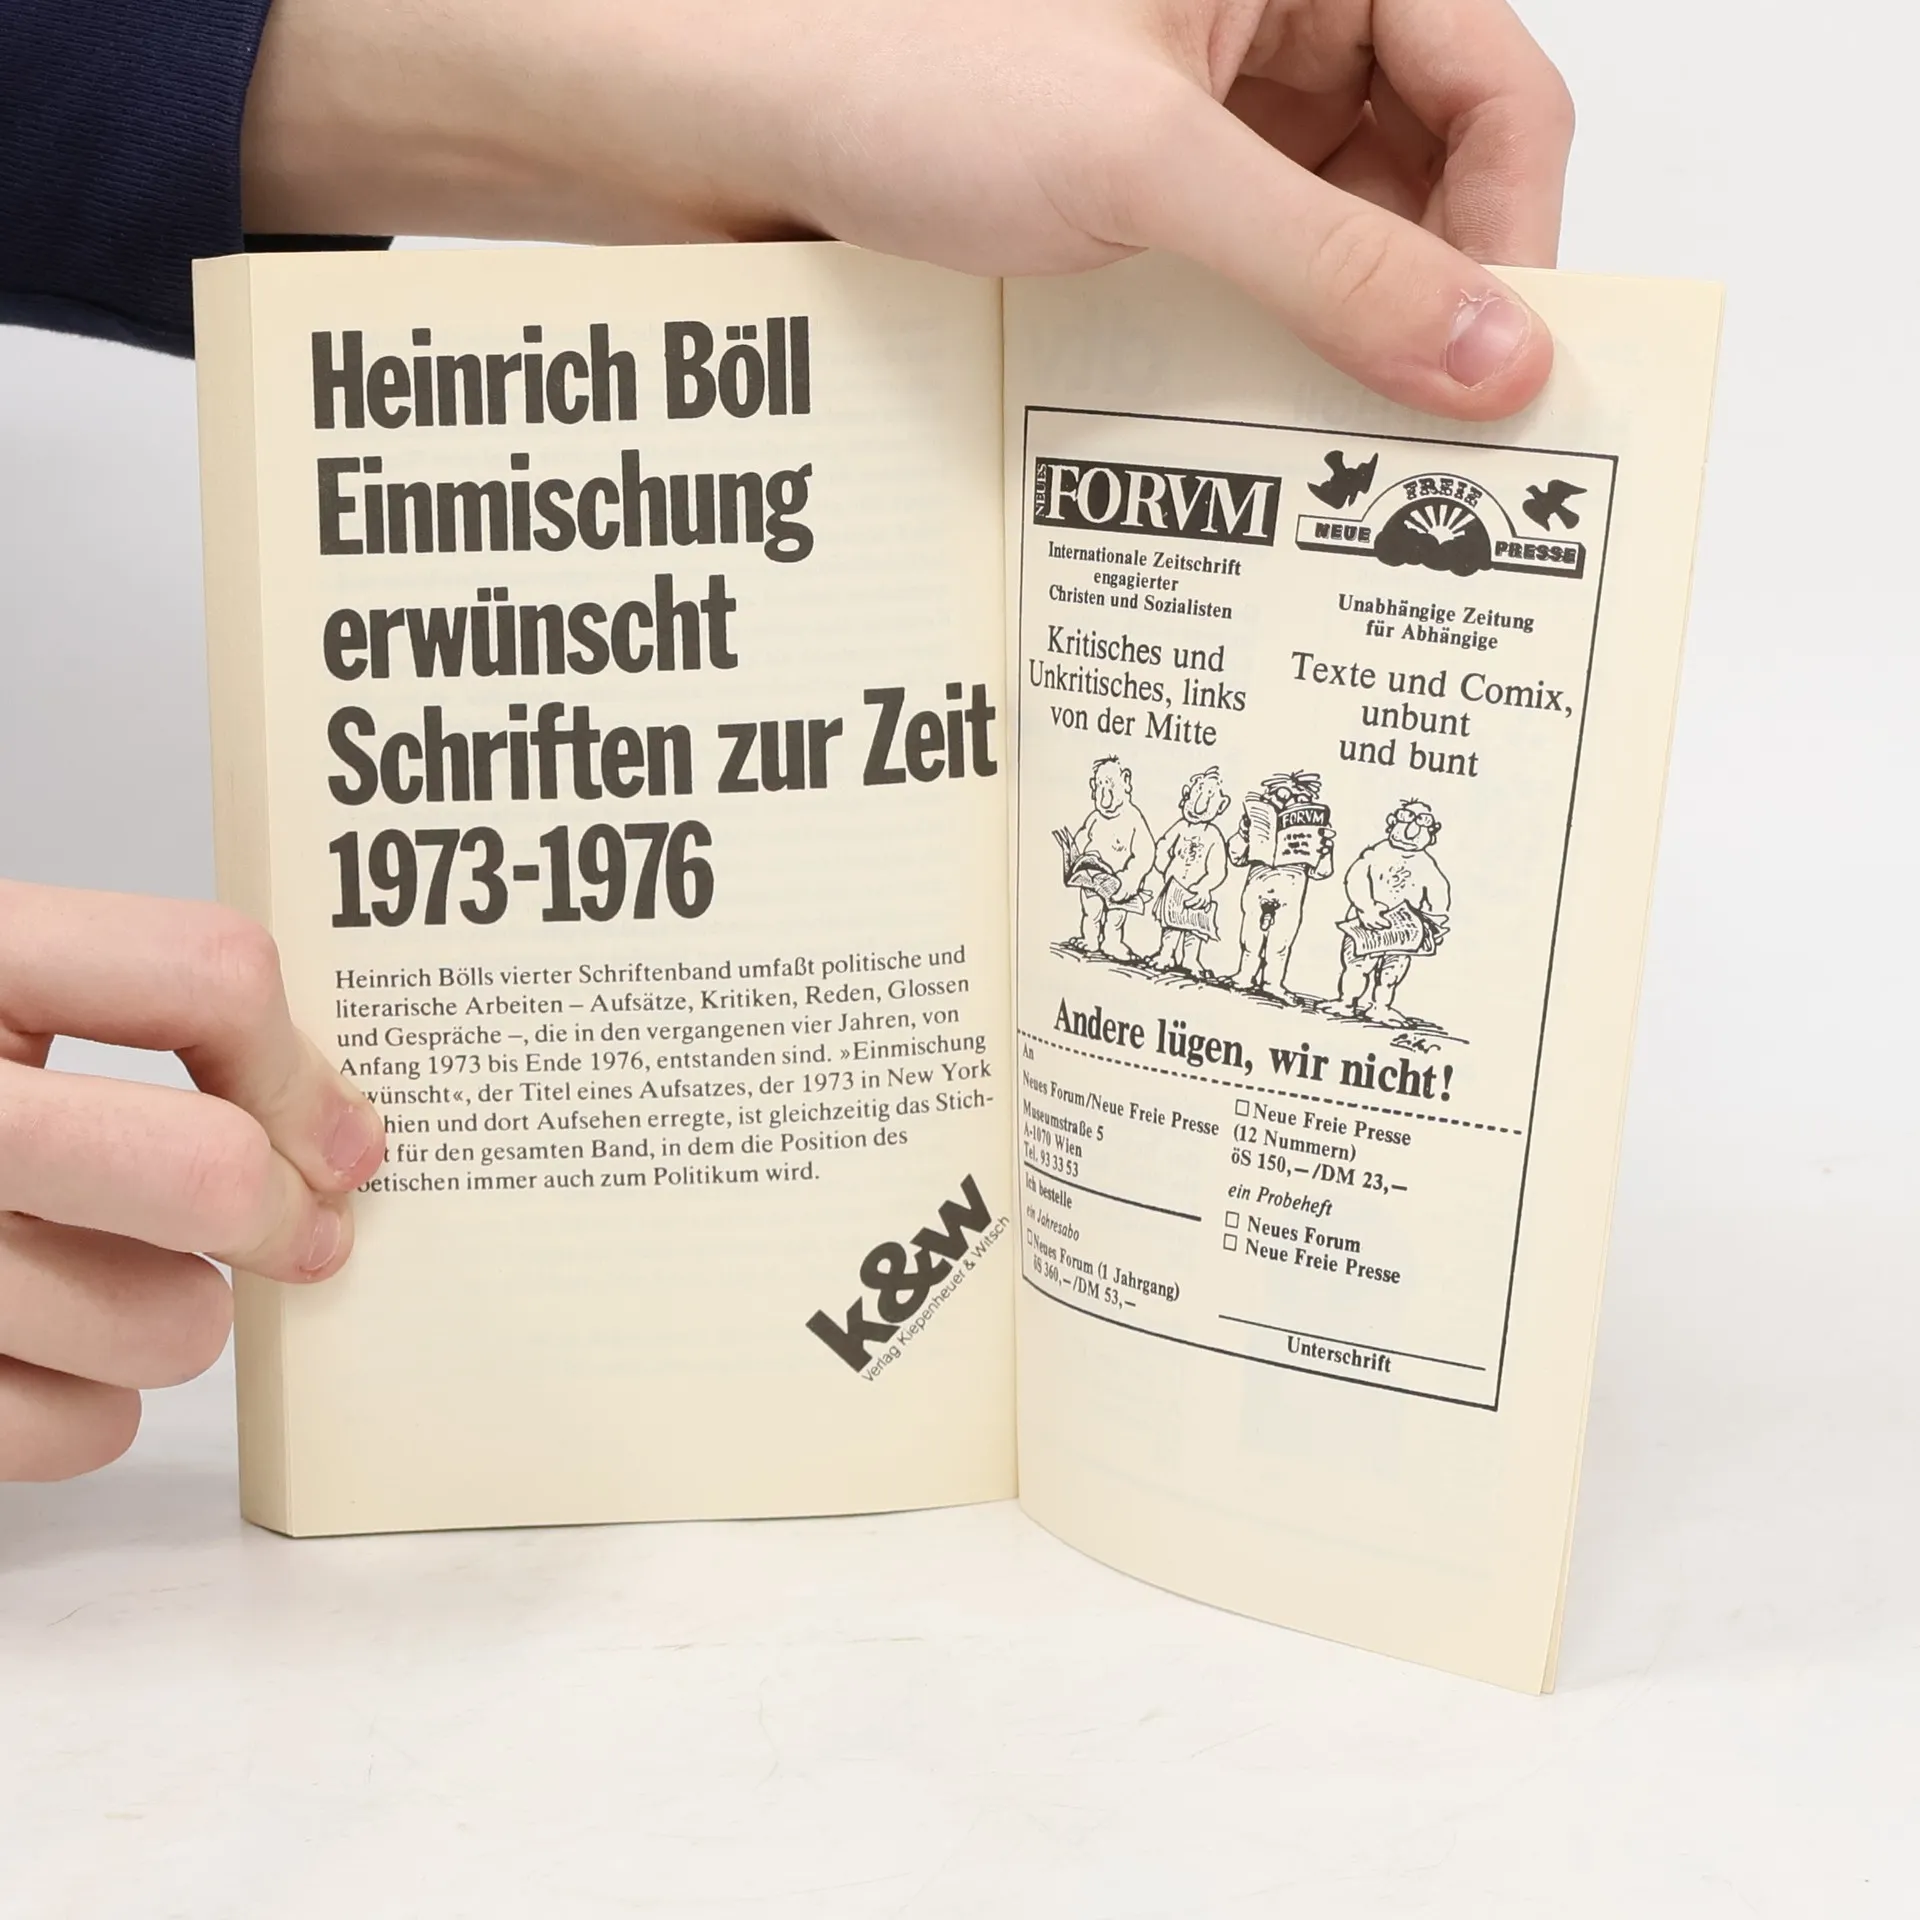 Heinrich Böll
Einmischung
erwünscht
Schriften zur Zeit
1973-1976
Heinrich Bölls vierter Schriftenband umfaßt politische und
literarische Arbeiten – Aufsätze, Kritiken, Reden, Glossen
und Gespräche –, die in den vergangenen vier Jahren, von
Anfang 1973 bis Ende 1976, entstanden sind. »Einmischung
wünscht«, der Titel eines Aufsatzes, der 1973 in New York
hien und dort Aufsehen erregte, ist gleichzeitig das Stich-
t für den gesamten Band, in dem die Position des
oetischen immer auch zum Politikum wird.
k&w
Verlag Kiepenheuer & Witsch
NEUES FORVM
Internationale Zeitschrift
engagierter
Christen und Sozialisten
Kritisches und
Unkritisches, links
von der Mitte
NEUE FREIE PRESSE
Unabhängige Zeitung
für Abhängige
Texte und Comix,
unbunt
und bunt
FORVM
Andere lügen, wir nicht!
An
Neues Forum/Neue Freie Presse
Museumstraße 5
A-1070 Wien
Tel. 93 33 53
Ich bestelle
ein Jahresabo
☐ Neues Forum (1 Jahrgang)
öS 360,–/DM 53,–
☐ Neue Freie Presse
(12 Nummern)
öS 150,–/DM 23,–
ein Probeheft
☐ Neues Forum
☐ Neue Freie Presse
Unterschrift